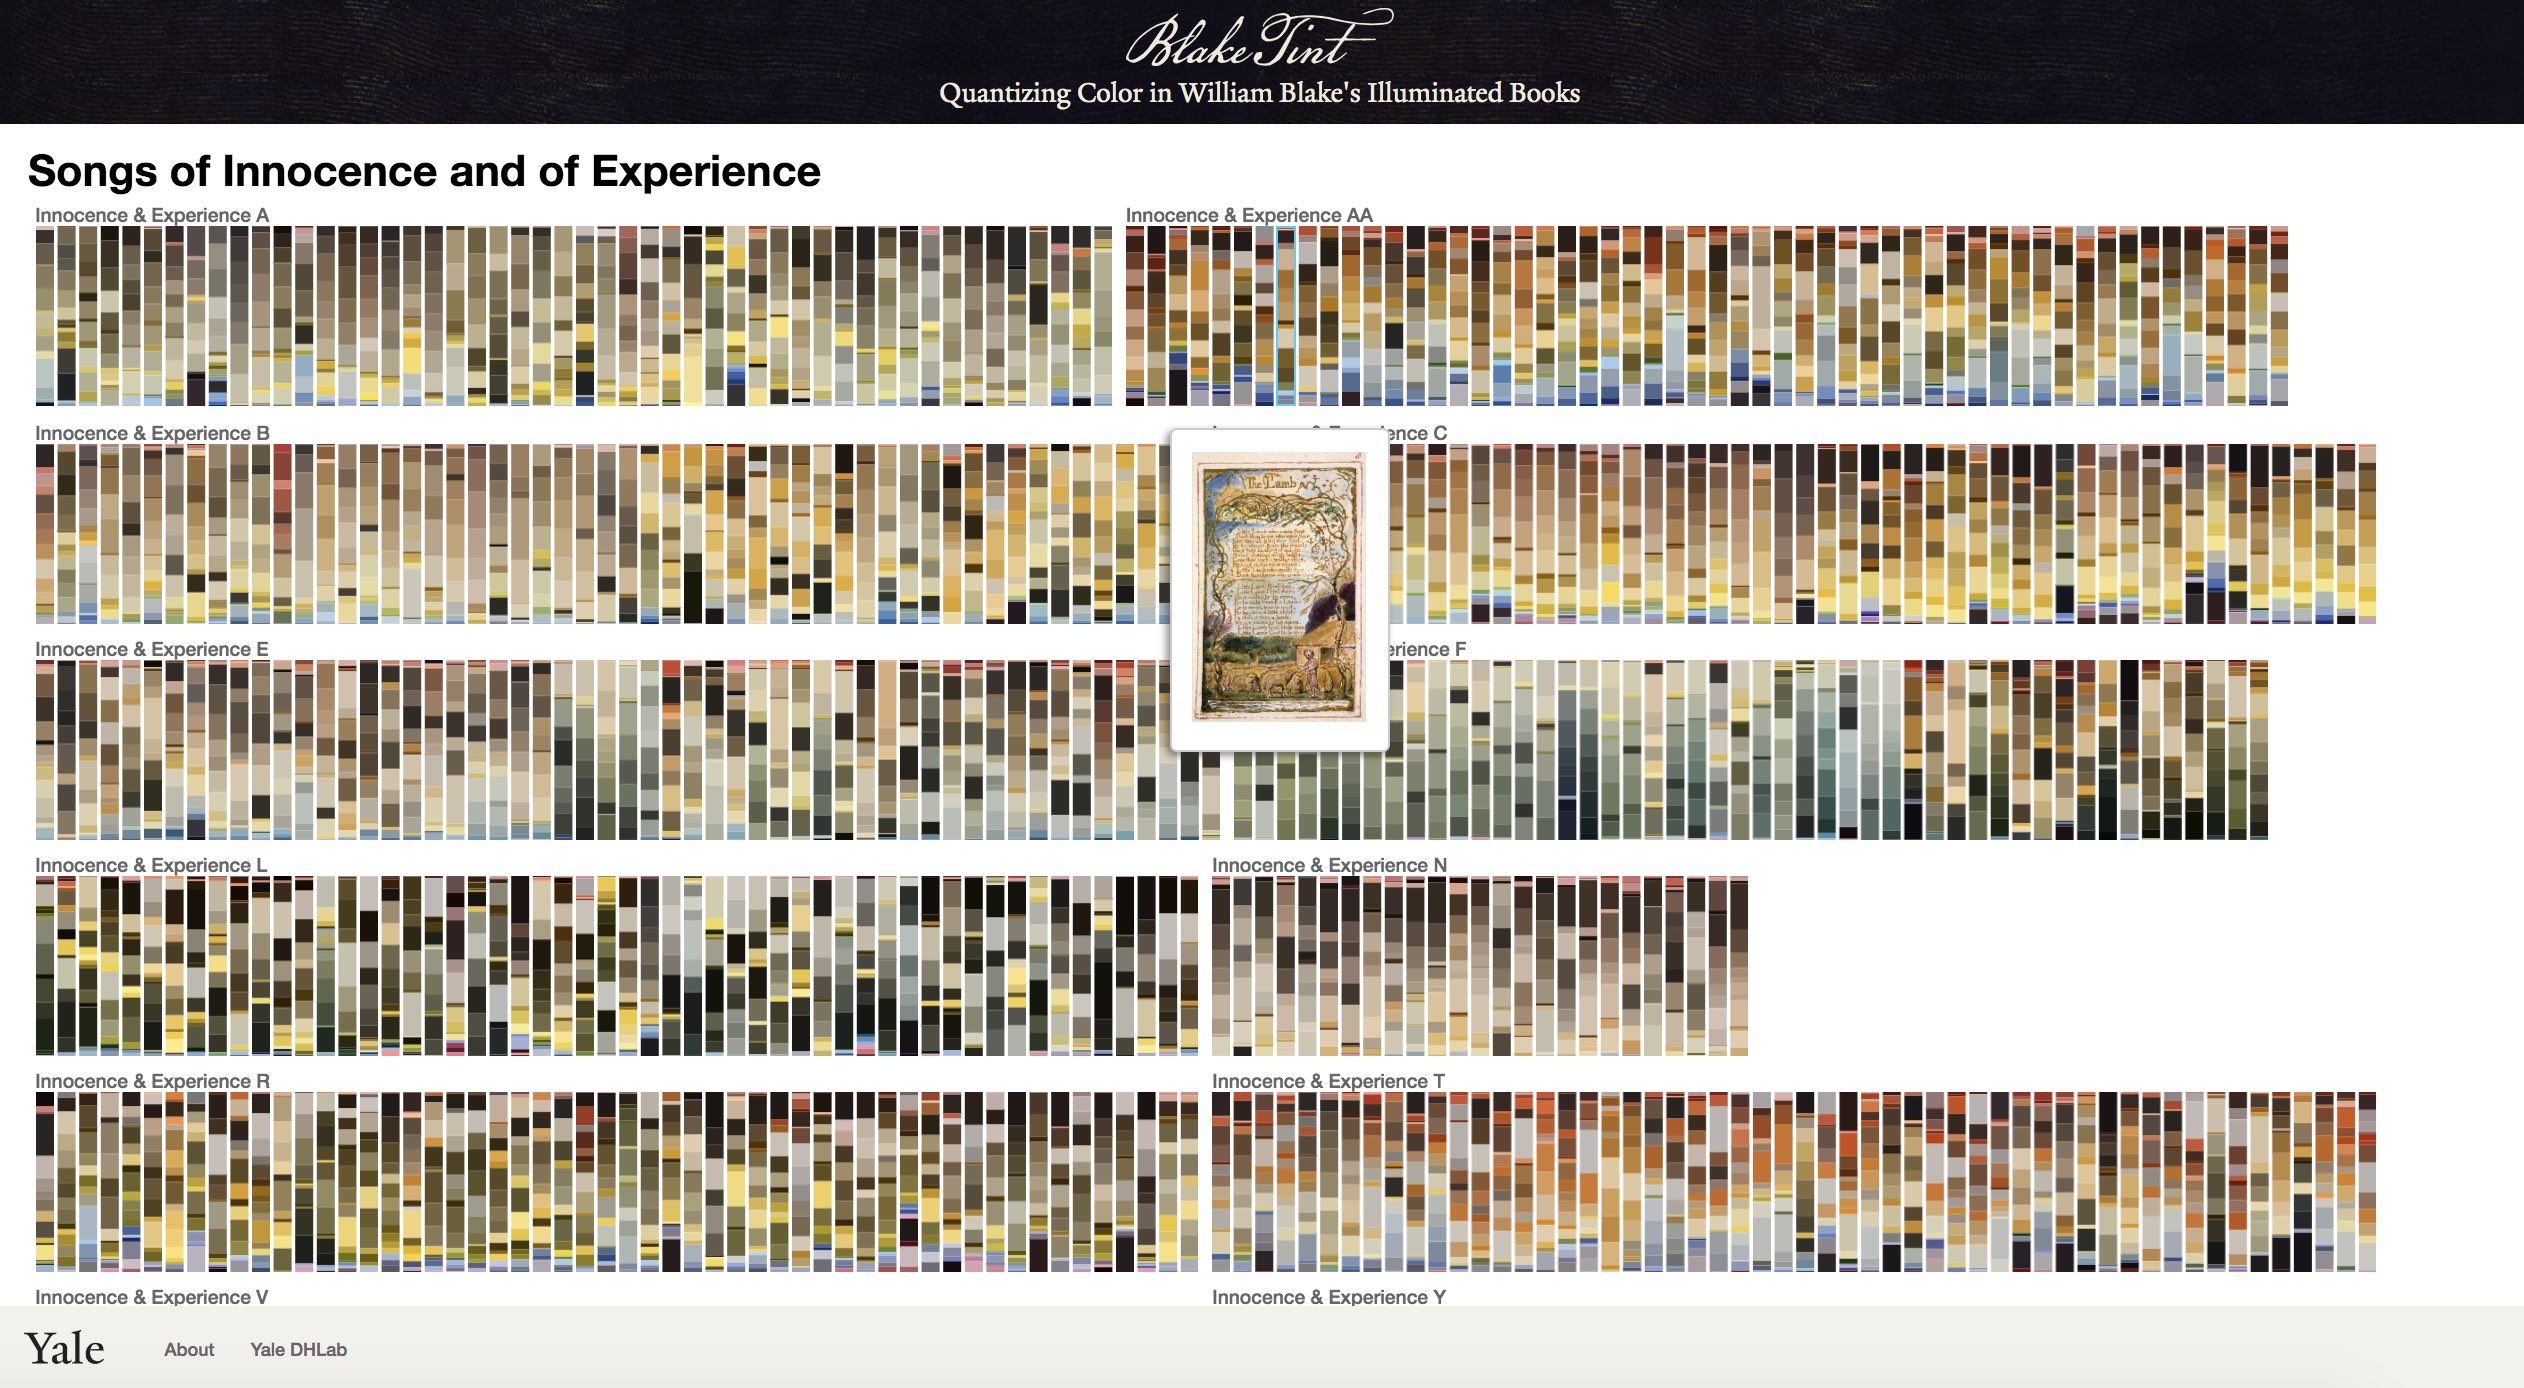 Blake Tint
Quantizing Color in William Blake's Illuminated Books
Songs of Innocence and of Experience
Innocence & Experience A
Innocence & Experience AA
Innocence & Experience B
ence C
The Lamb
Innocence & Experience E
erience F
Innocence & Experience L
Innocence & Experience N
Innocence & Experience R
Innocence & Experience T
Innocence & Experience V
Innocence & Experience Y
Yale
About
Yale DHLab